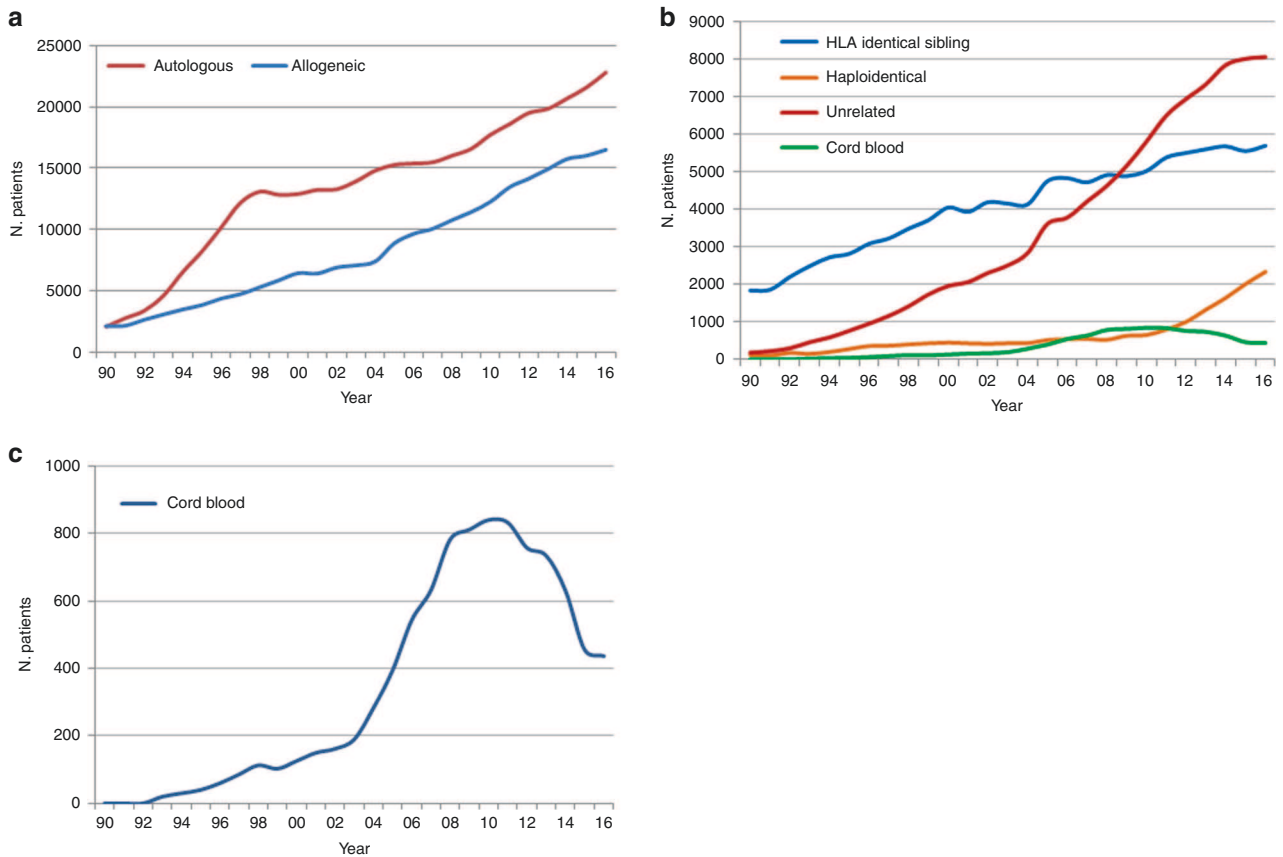 a
25000
20000
15000
10000
5000
0
N. patients
Autologous Allogeneic
90 92 94 96 98 00 02 04 06 08 10 12 14 16
Year
b
9000
8000
7000
6000
5000
4000
3000
2000
1000
0
N. patients
HLA identical sibling
Haploidentical
Unrelated
Cord blood
90 92 94 96 98 00 02 04 06 08 10 12 14 16
Year
c
1000
800
600
400
200
0
N. patients
Cord blood
90 92 94 96 98 00 02 04 06 08 10 12 14 16
Year